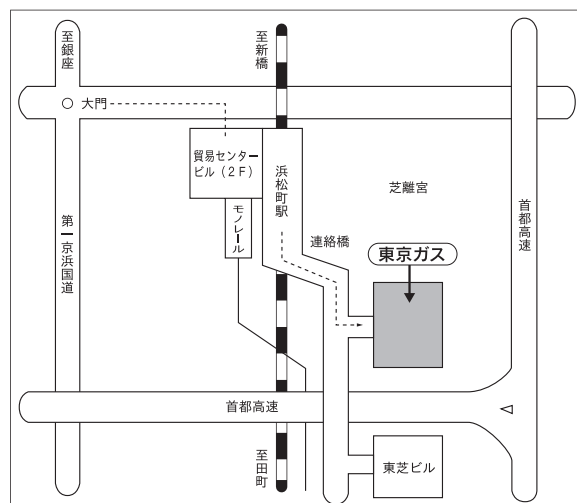 至銀座
至新橋
大門
貿易センター
ビル（２Ｆ）
浜松町駅
芝離宮
モノレール
連絡橋
第一京浜国道
首都高速
東京ガス
首都高速
至田町
東芝ビル